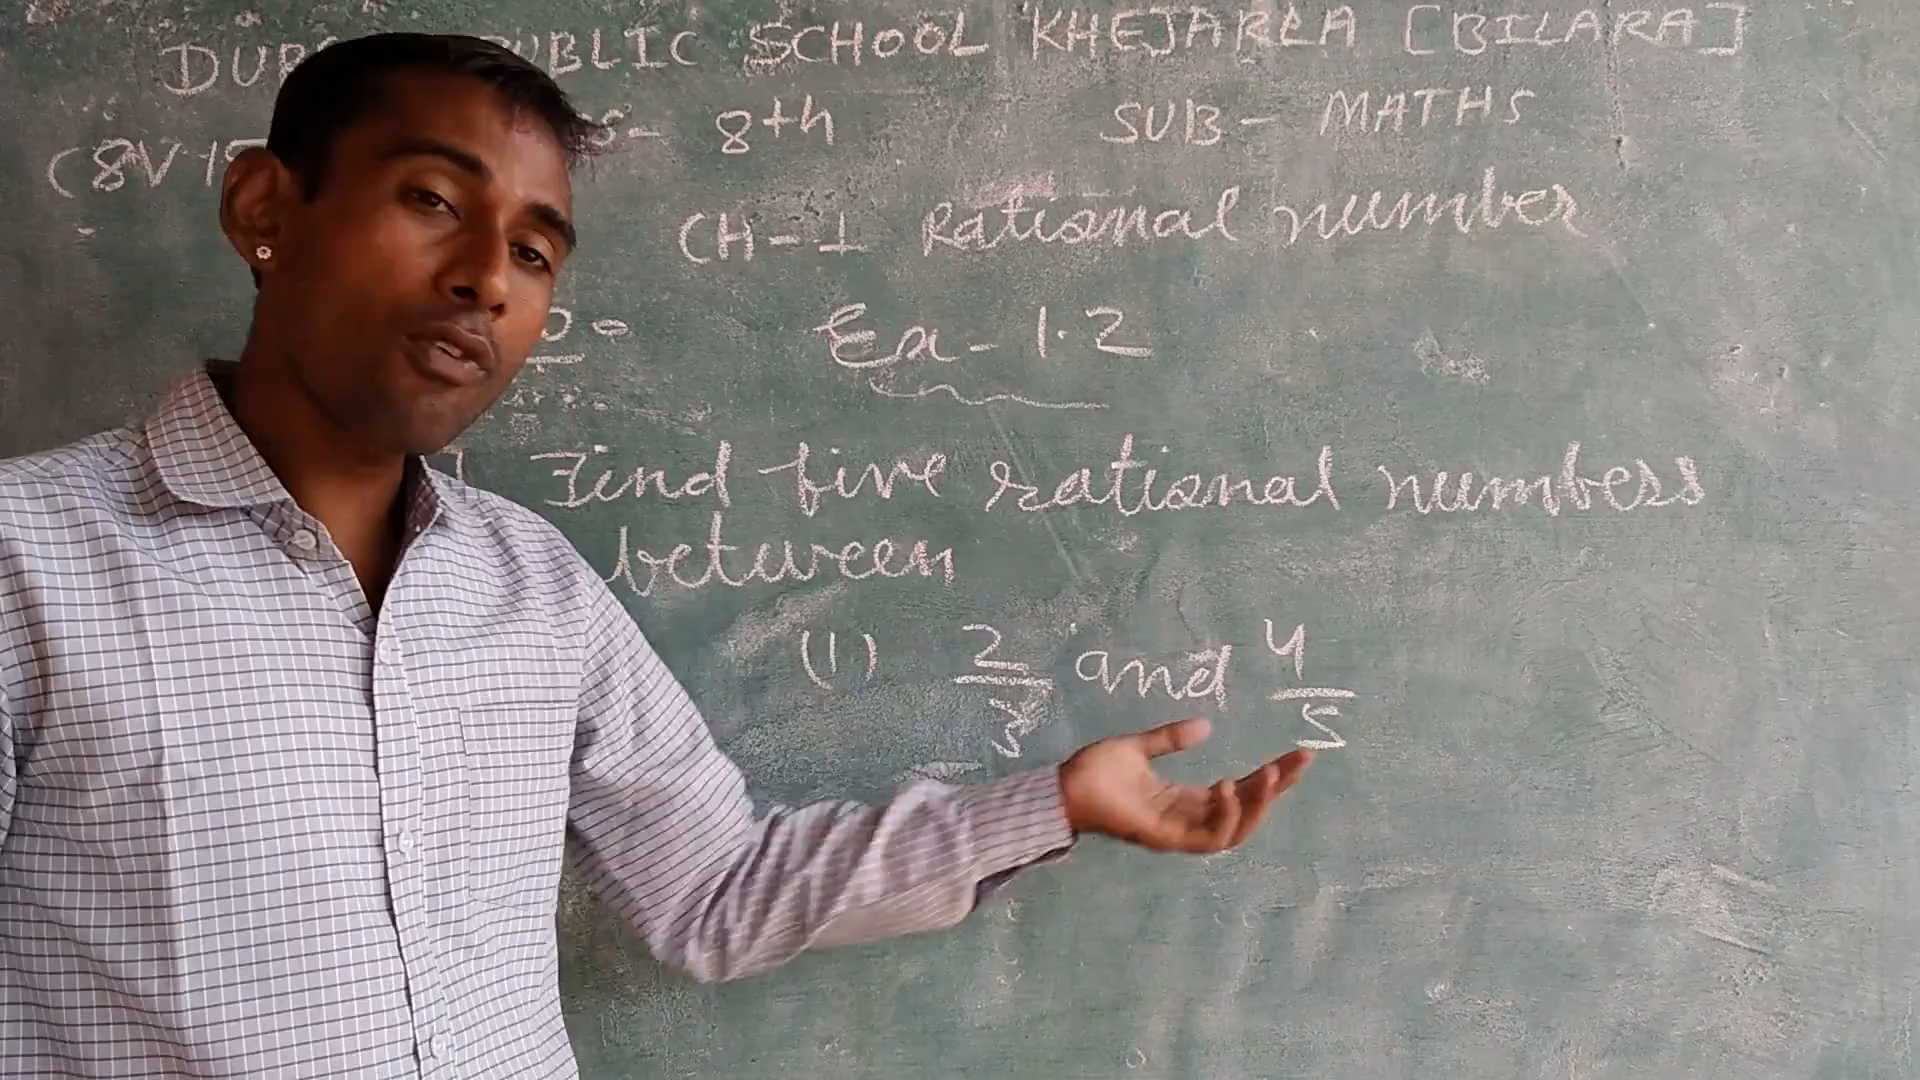 PUBLIC SCHOOL KHEJARLA [BILARA]
8th SUB- MATHS
CH-1 Rational number
Ex-1.2
Find five rational numbers
between
(1) 2/3 and 4/5